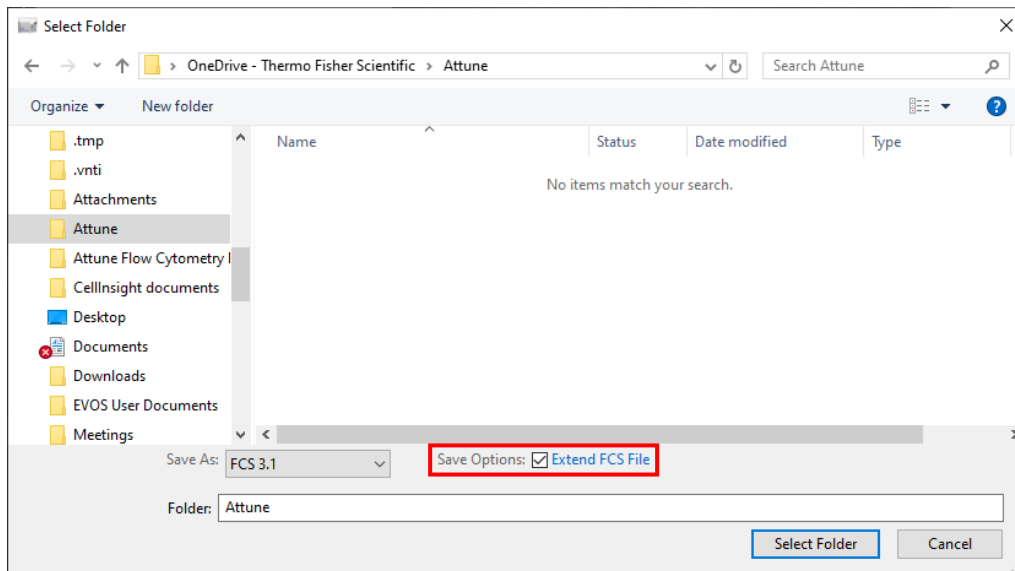 Select Folder
OneDrive - Thermo Fisher Scientific > Attune
Search Attune
Organize
New folder
Name
Status
Date modified
Type
.tmp
.vnti
Attachments
Attune
Attune Flow Cytometry
CellInsight documents
Desktop
Documents
Downloads
EVOS User Documents
Meetings
No items match your search.
Save As: FCS 3.1
Save Options: Extend FCS File
Folder: Attune
Select Folder
Cancel